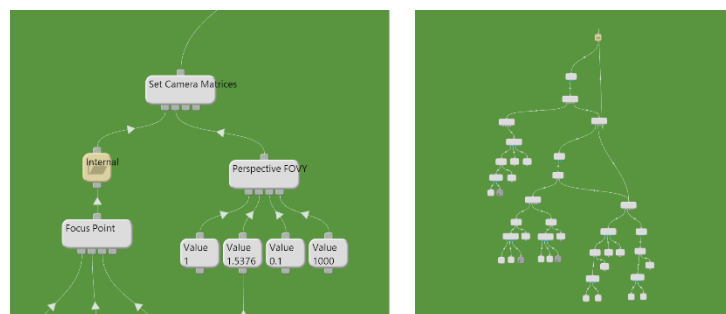 Set Camera Matrices
Internal
Perspective FOVY
Focus Point
Value Value Value Value
1 1.5376 0.1 1000